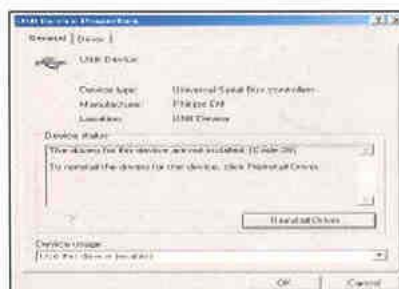 USB Device Properties
General Driver
USB Device
Device type: Universal Serial Bus controllers
Manufacturer:
Location: USB Device
Device status
The drivers for this device are not installed. (Code 28)
To reinstall the drivers for this device, click Reinstall Driver.
Reinstall Driver
Device usage:
Use this device (enable)
OK Cancel